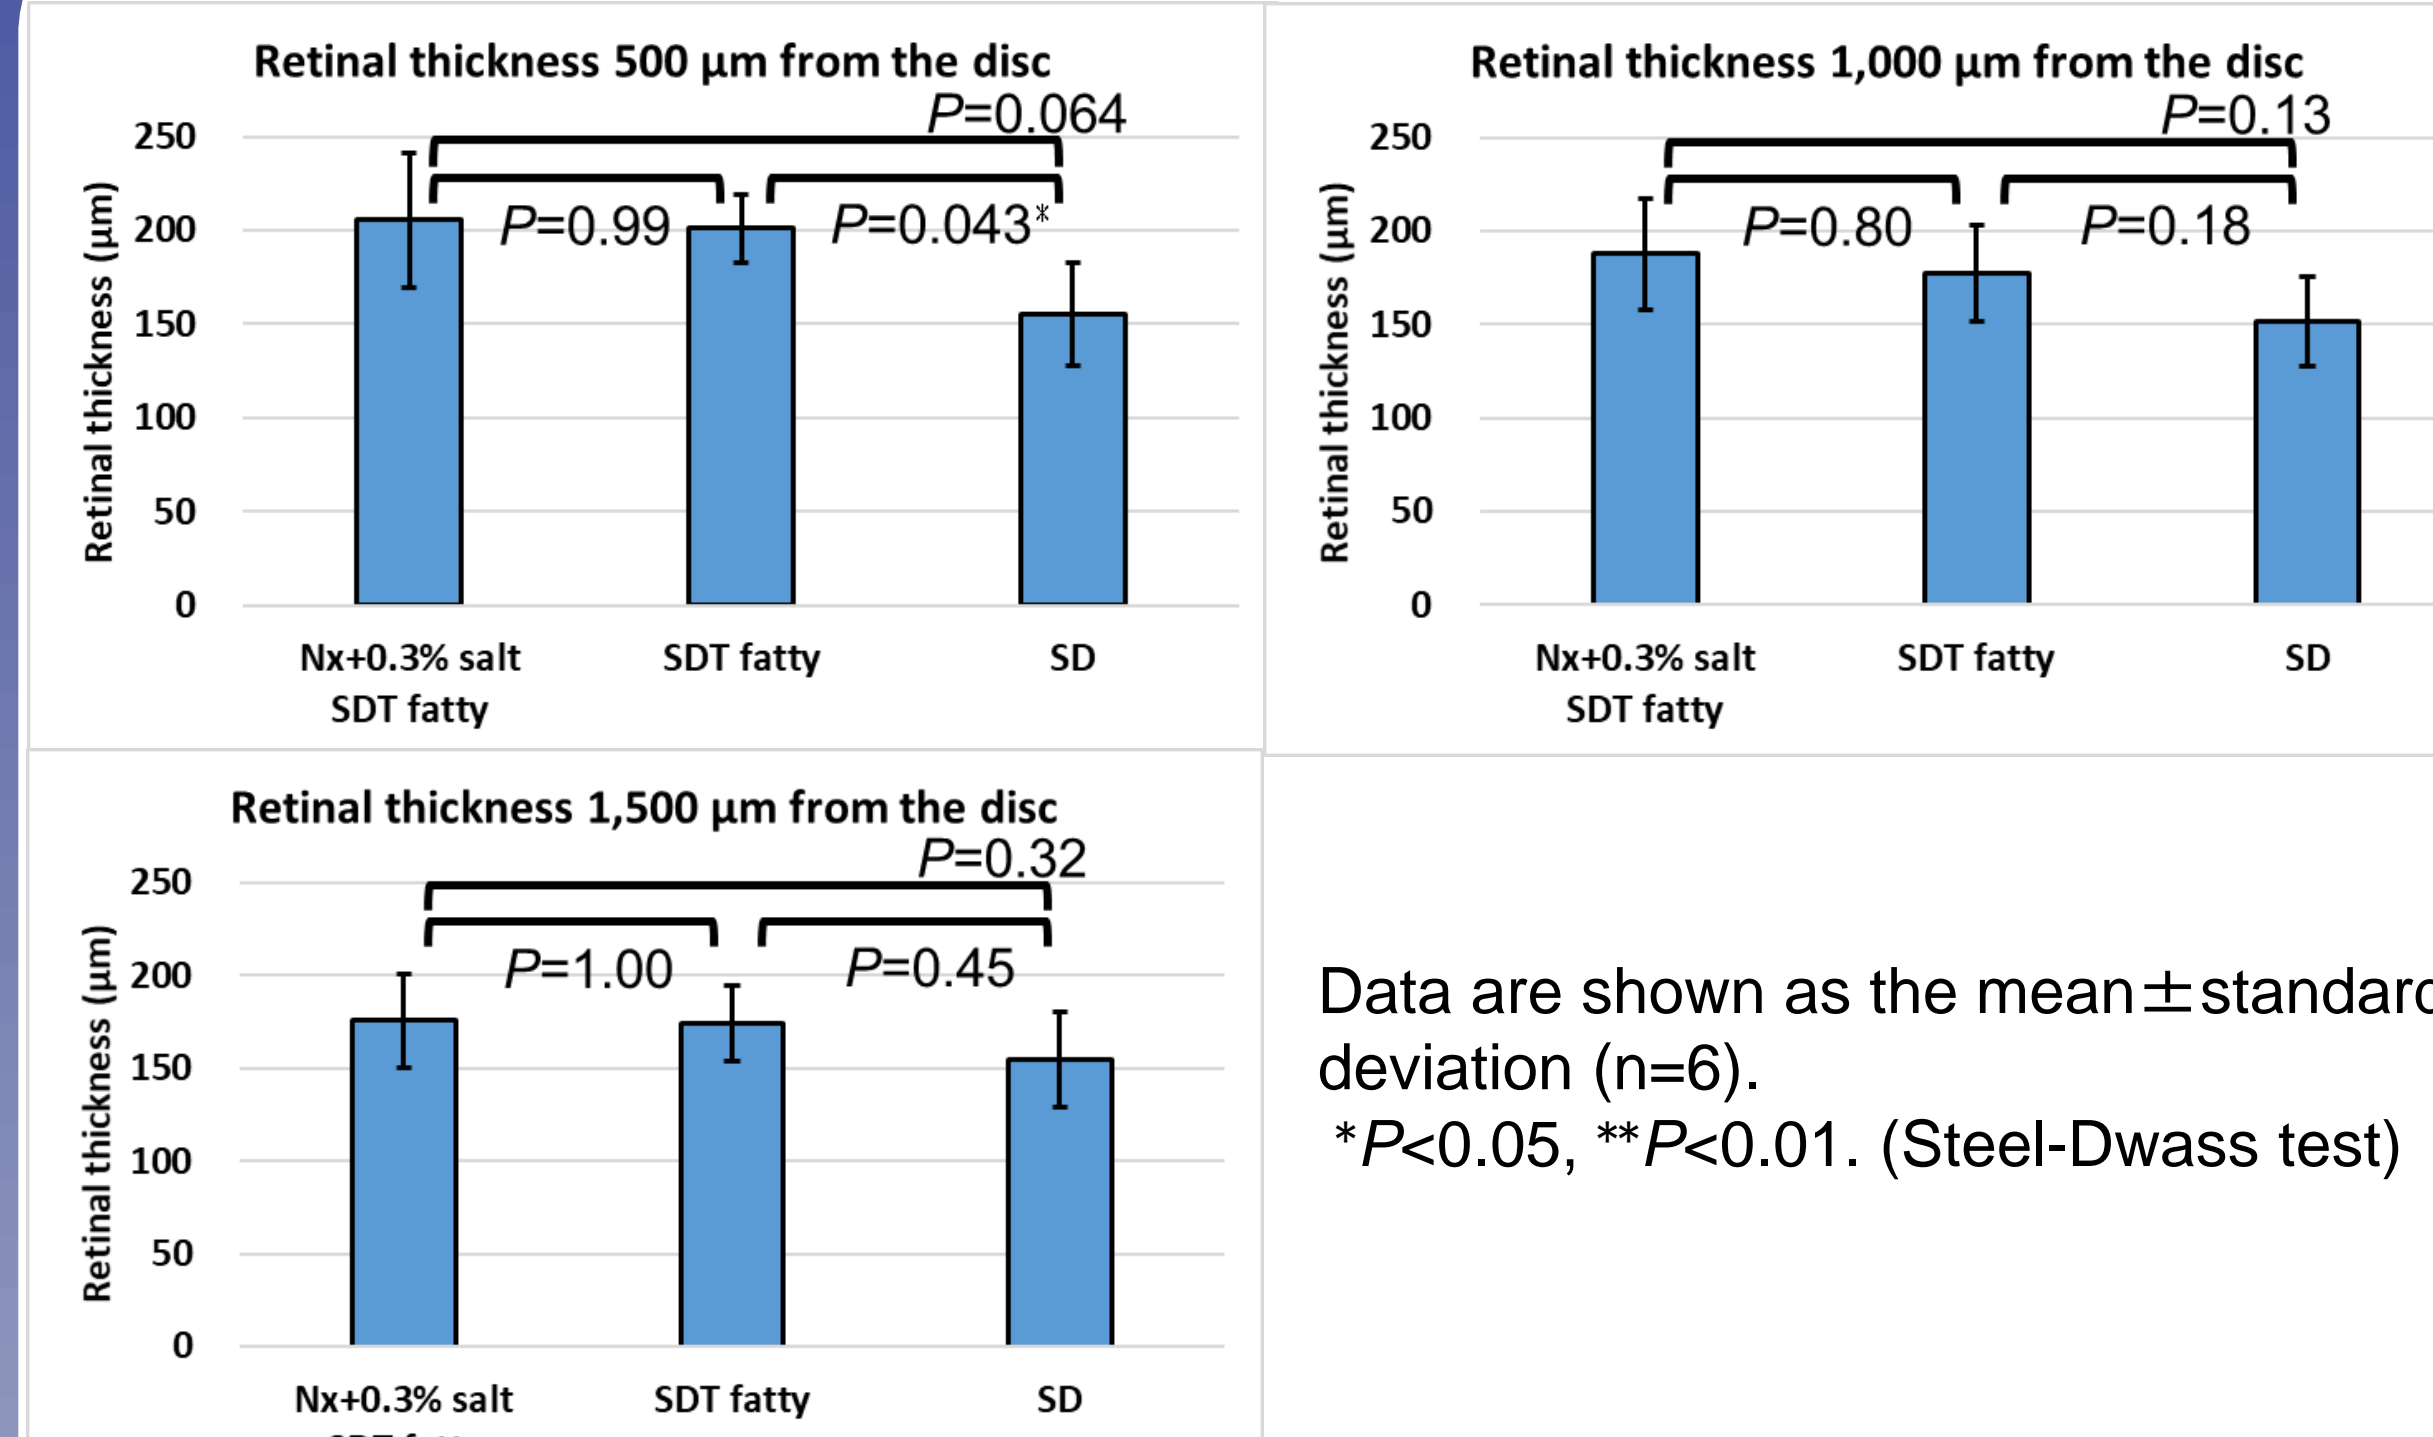 Retinal thickness 500 µm from the disc
P=0.064
250
200
150
100
50
0
Retinal thickness (µm)
P=0.99
P=0.043*
Nx+0.3% salt
SDT fatty
SDT fatty
SD
Retinal thickness 1,000 µm from the disc
P=0.13
250
200
150
100
50
0
Retinal thickness (µm)
P=0.80
P=0.18
Nx+0.3% salt
SDT fatty
SDT fatty
SD
Retinal thickness 1,500 µm from the disc
P=0.32
250
200
150
100
50
0
Retinal thickness (µm)
P=1.00
P=0.45
Nx+0.3% salt
SDT fatty
SD
Data are shown as the mean±standard
deviation (n=6).
*P<0.05, **P<0.01. (Steel-Dwass test)